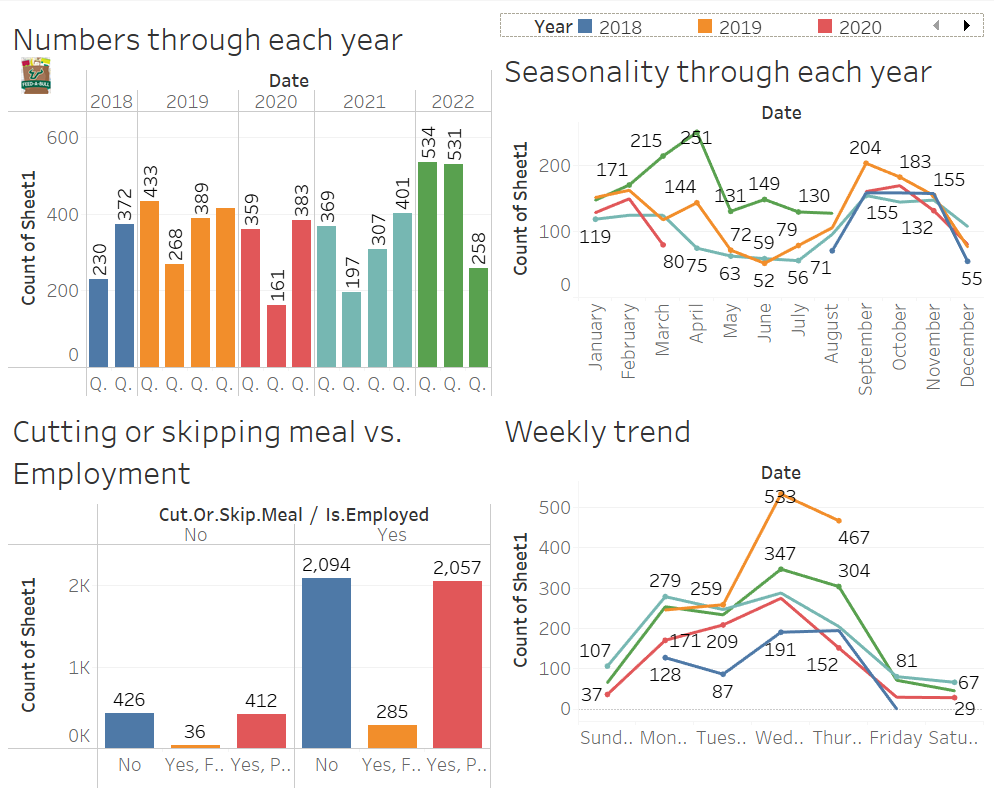 Year 2018 2019 2020
Numbers through each year
FEED-A-BULL
Date
2018 2019 2020 2021 2022
Count of Sheet1
600
400
200
0
230 372 433 268 389 359 161 383 369 197 307 401 534 531 258
Q. Q. Q. Q. Q. Q. Q. Q. Q. Q. Q. Q. Q. Q. Q. Q.
Seasonality through each year
Date
Count of Sheet1
200
100
0
251
215
204
171
183
144
149
155
131
130
155
119
72
59
79
132
80
75
63
52
56
71
55
January February March April May June July August September October November December
Cutting or skipping meal vs.
Employment
Cut.Or.Skip.Meal / Is.Employed
No Yes
Count of Sheet1
2K
1K
0K
426 36 412 2,094 285 2,057
No Yes, F.. Yes, P.. No Yes, F.. Yes, P..
Weekly trend
Date
Count of Sheet1
500
400
300
200
100
0
533
467
347
304
279
259
107
171
209
191
152
128
87
81
67
37
29
Sund.. Mon.. Tues.. Wed.. Thur.. Friday Satu..